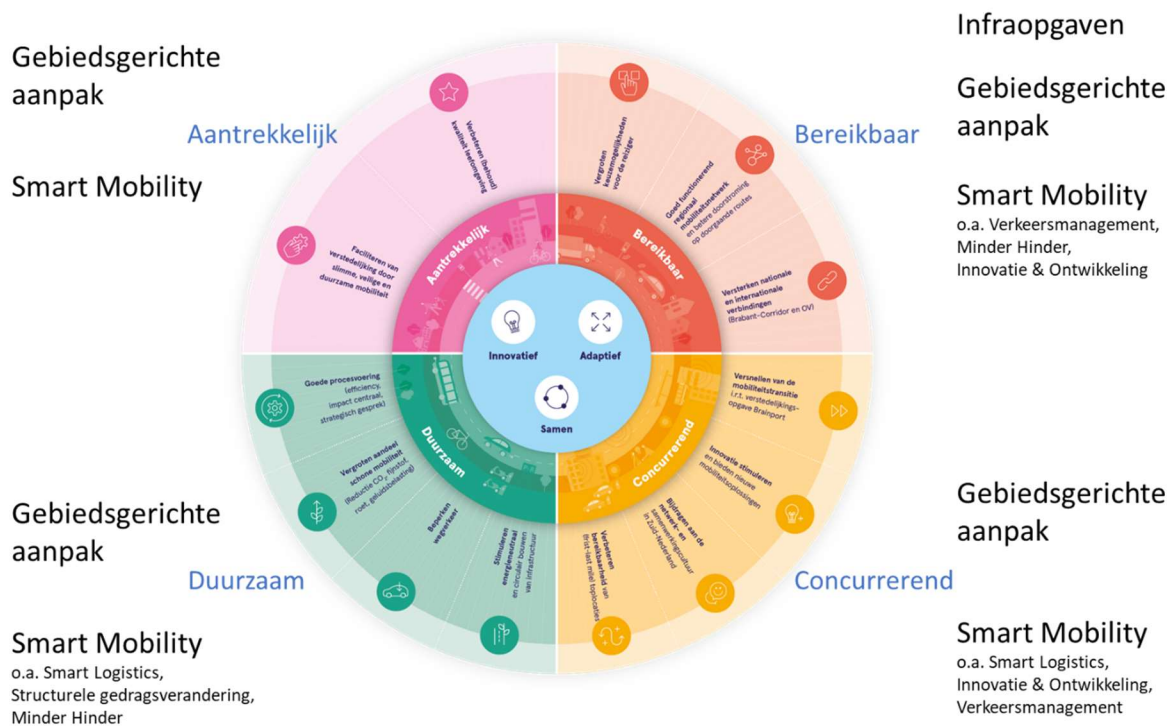 Gebiedsgerichte
aanpak
Aantrekkelijk
Smart Mobility
Infraopgaven
Gebiedsgerichte
aanpak
Bereikbaar
Smart Mobility
o.a. Verkeersmanagement,
Minder Hinder,
Innovatie & Ontwikkeling
Verbeteren (behoud)
kwaliteit leefomgeving
Faciliteren van
verstedelijking door
slimme, veilige en
duurzame mobiliteit
Aantrekkelijk
Vergroten
keuzemogelijkheden
voor de reiziger
Goed functionerend
regionaal
mobiliteitsnetwerk
en betere doorstroming
op doorgaande routes
Versterken nationale
en internationale
verbindingen
(Brabant-Corridor en OV)
Bereikbaar
Innovatief
Adaptief
Samen
Goede procesvoering
(efficiency,
impact centraal,
strategisch gesprek)
Vergroten aandeel
schone mobiliteit
(Reductie CO₂, fijnstof,
roet, geluidsbelasting)
Beperken
wegverkeer
Stimuleren
energieneutraal
en circulair bouwen
van infrastructuur
Duurzaam
Versnellen van de
mobiliteitstransitie
i.r.t. verstedelijkings-
opgave Brainport
Innovatie stimuleren
en bieden nieuwe
mobiliteitsoplossingen
Bijdragen aan de
netwerk- en
samenwerkingscultuur
in Zuid-Nederland
Verbeteren
bereikbaarheid van
(first-last mile) toplocaties
Concurrerend
Gebiedsgerichte
aanpak
Duurzaam
Smart Mobility
o.a. Smart Logistics,
Structurele gedragsverandering,
Minder Hinder
Gebiedsgerichte
aanpak
Concurrerend
Smart Mobility
o.a. Smart Logistics,
Innovatie & Ontwikkeling,
Verkeersmanagement